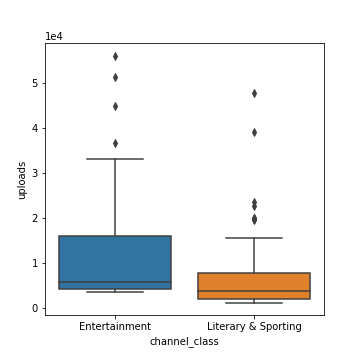 1e4
5
4
3
2
1
0
uploads
Entertainment
Literary & Sporting
channel_class